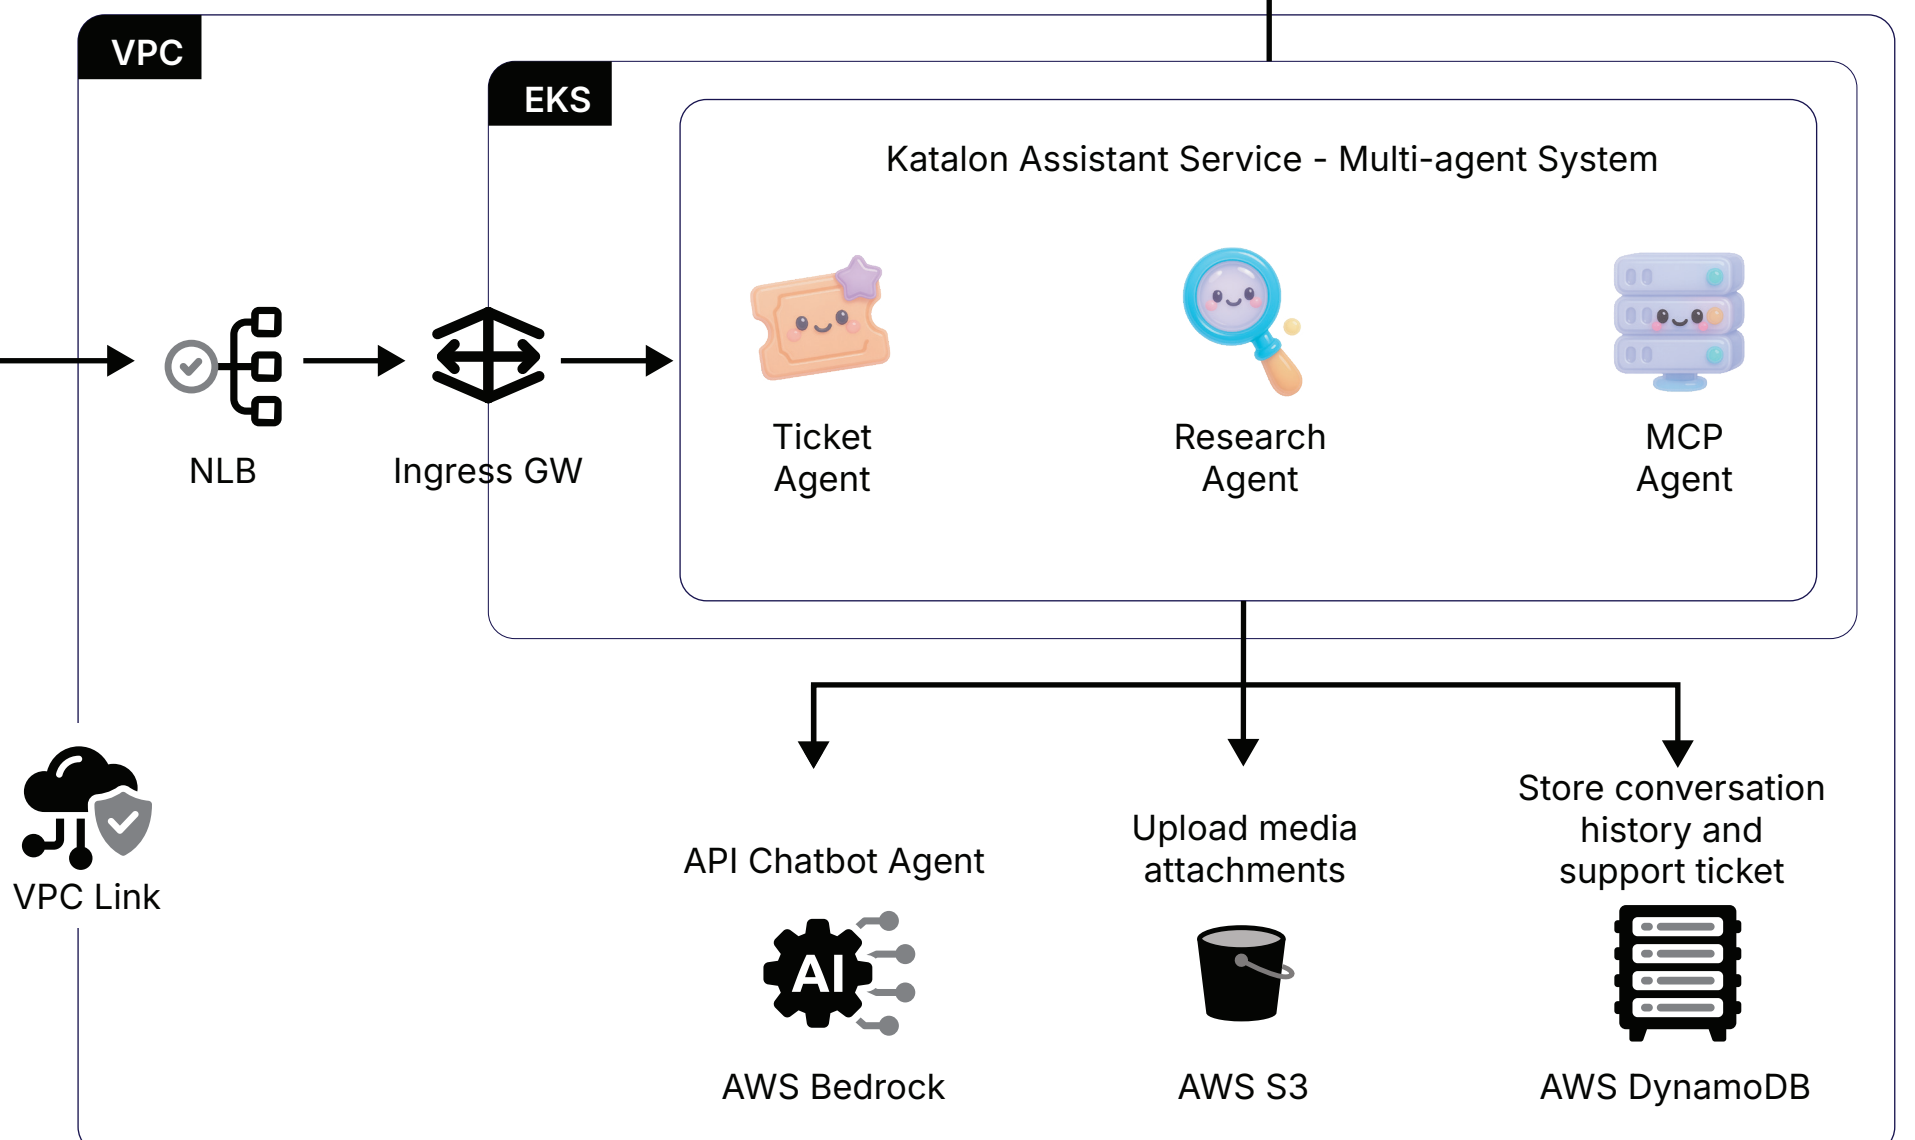 VPC
EKS
Katalon Assistant Service - Multi-agent System
Ticket
Agent
Research
Agent
MCP
Agent
NLB
Ingress GW
VPC Link
API Chatbot Agent
Upload media
attachments
Store conversation
history and
support ticket
AI
AWS Bedrock
AWS S3
AWS DynamoDB